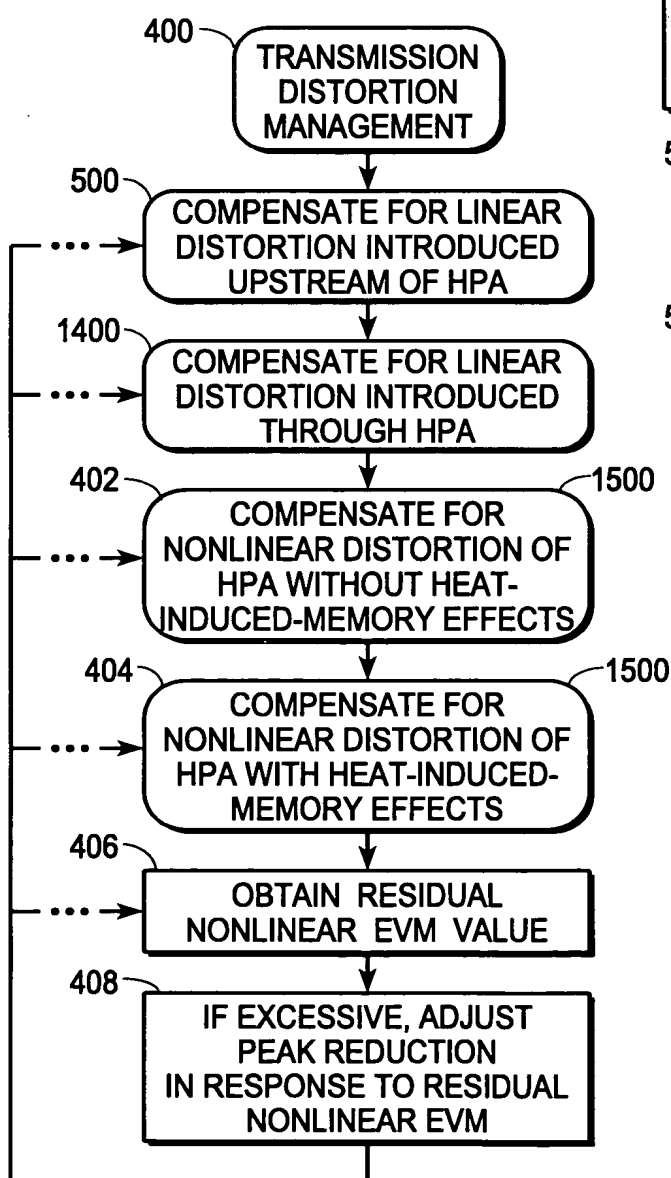 400
TRANSMISSION
DISTORTION
MANAGEMENT
500
COMPENSATE FOR LINEAR
DISTORTION INTRODUCED
UPSTREAM OF HPA
1400
COMPENSATE FOR LINEAR
DISTORTION INTRODUCED
THROUGH HPA
402
1500
COMPENSATE FOR
NONLINEAR DISTORTION OF
HPA WITHOUT HEAT-
INDUCED-MEMORY EFFECTS
404
1500
COMPENSATE FOR
NONLINEAR DISTORTION OF
HPA WITH HEAT-INDUCED-
MEMORY EFFECTS
406
OBTAIN RESIDUAL
NONLINEAR EVM VALUE
408
IF EXCESSIVE, ADJUST
PEAK REDUCTION
IN RESPONSE TO RESIDUAL
NONLINEAR EVM